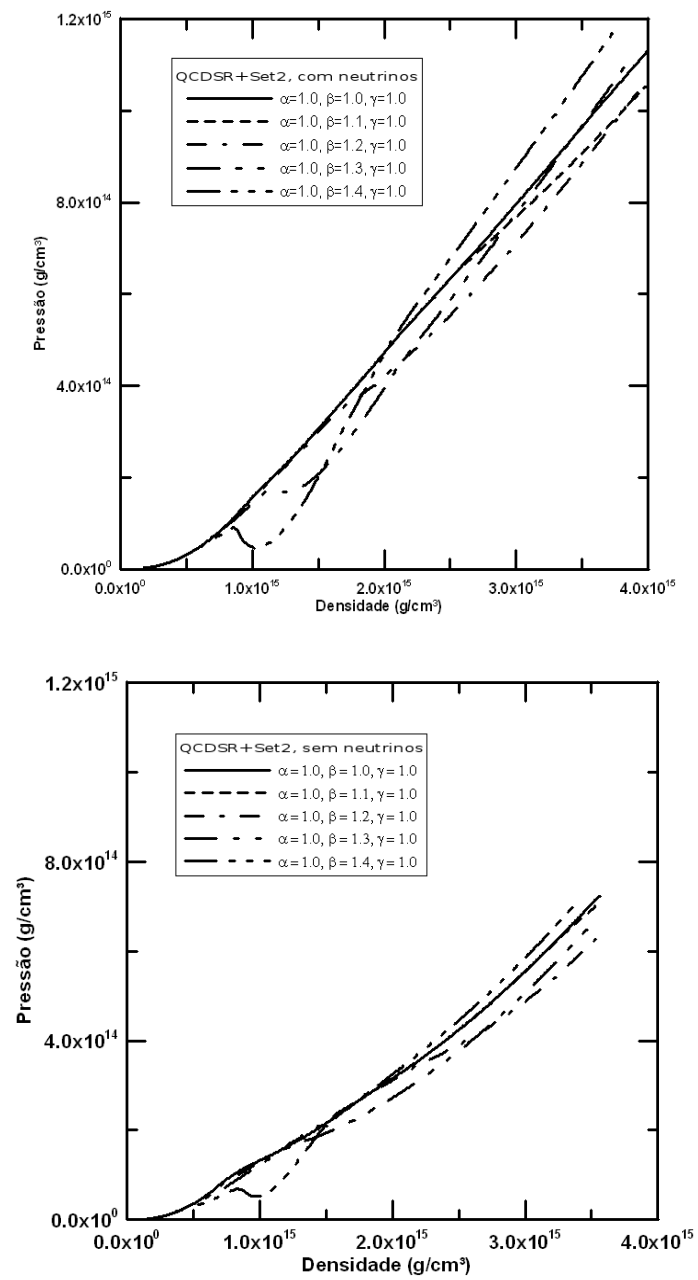 1.2x10¹⁵
QCDSR+Set2, com neutrinos
α=1.0, β=1.0, γ=1.0
α=1.0, β=1.1, γ=1.0
α=1.0, β=1.2, γ=1.0
α=1.0, β=1.3, γ=1.0
α=1.0, β=1.4, γ=1.0
8.0x10¹⁴
Pressão (g/cm³)
4.0x10¹⁴
0.0x10⁰
0.0x10⁰ 1.0x10¹⁵ 2.0x10¹⁵ 3.0x10¹⁵ 4.0x10¹⁵
Densidade (g/cm³)
1.2x10¹⁵
QCDSR+Set2, sem neutrinos
α = 1.0, β = 1.0, γ = 1.0
α = 1.0, β = 1.1, γ = 1.0
α = 1.0, β = 1.2, γ = 1.0
α = 1.0, β = 1.3, γ = 1.0
α = 1.0, β = 1.4, γ = 1.0
8.0x10¹⁴
Pressão (g/cm³)
4.0x10¹⁴
0.0x10⁰
0.0x10⁰ 1.0x10¹⁵ 2.0x10¹⁵ 3.0x10¹⁵ 4.0x10¹⁵
Densidade (g/cm³)